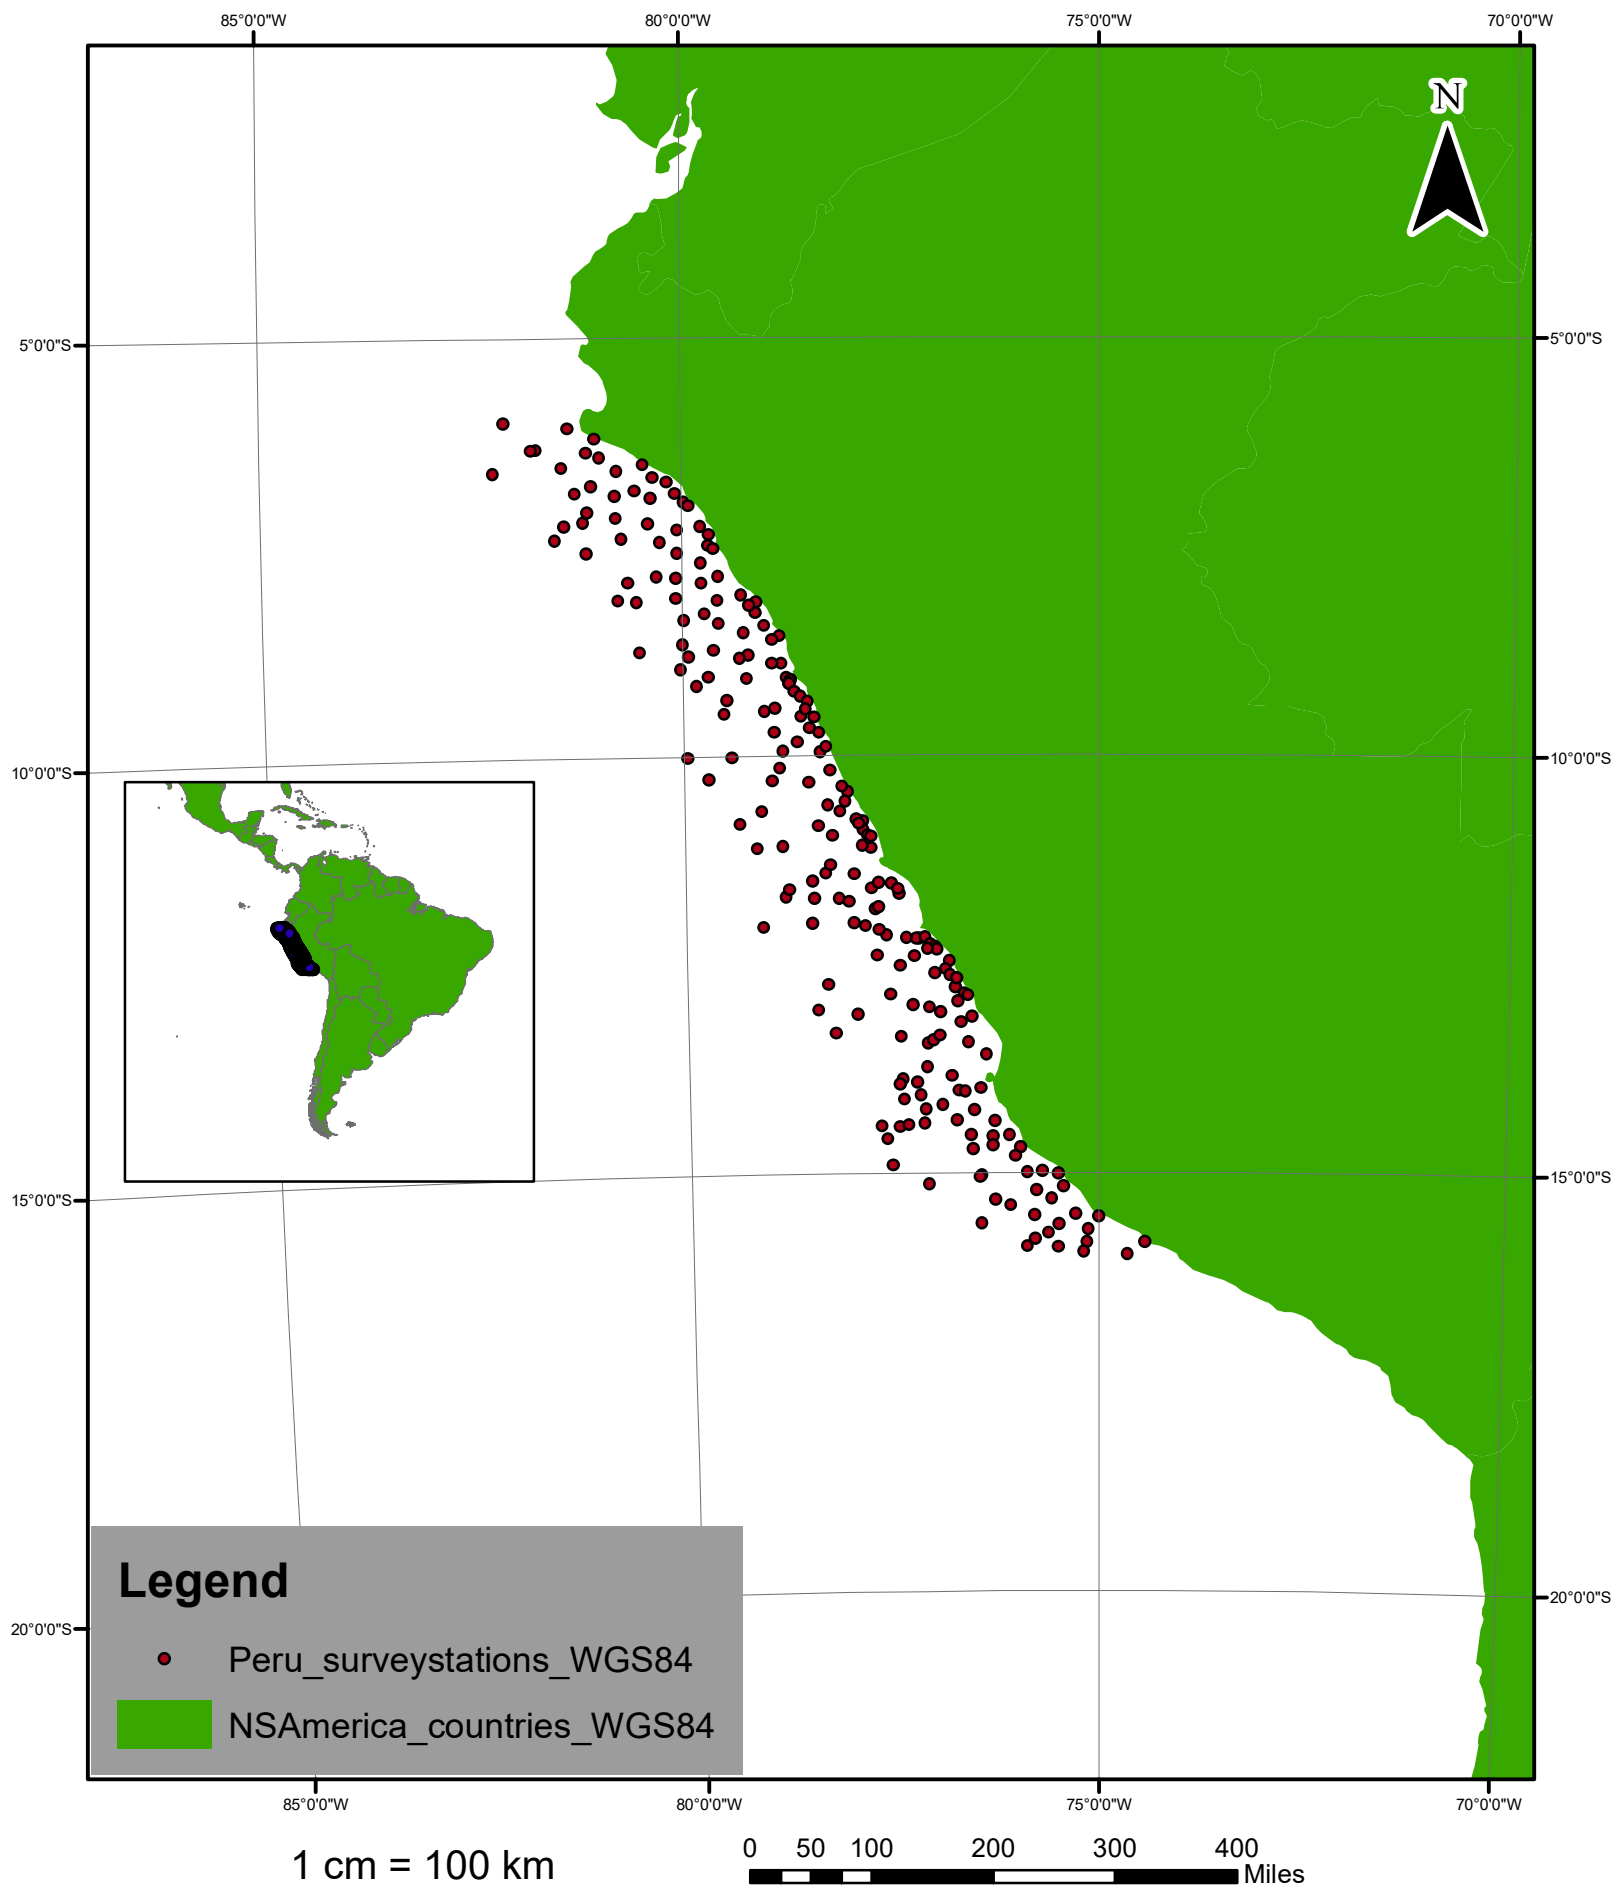 85°0'0"W 80°0'0"W 75°0'0"W 70°0'0"W
N
5°0'0"S 5°0'0"S
10°0'0"S 10°0'0"S
15°0'0"S 15°0'0"S
Legend
20°0'0"S 20°0'0"S
Peru_surveystations_WGS84
NSAmerica_countries_WGS84
85°0'0"W 80°0'0"W 75°0'0"W 70°0'0"W
1 cm = 100 km
0 50 100 200 300 400
Miles